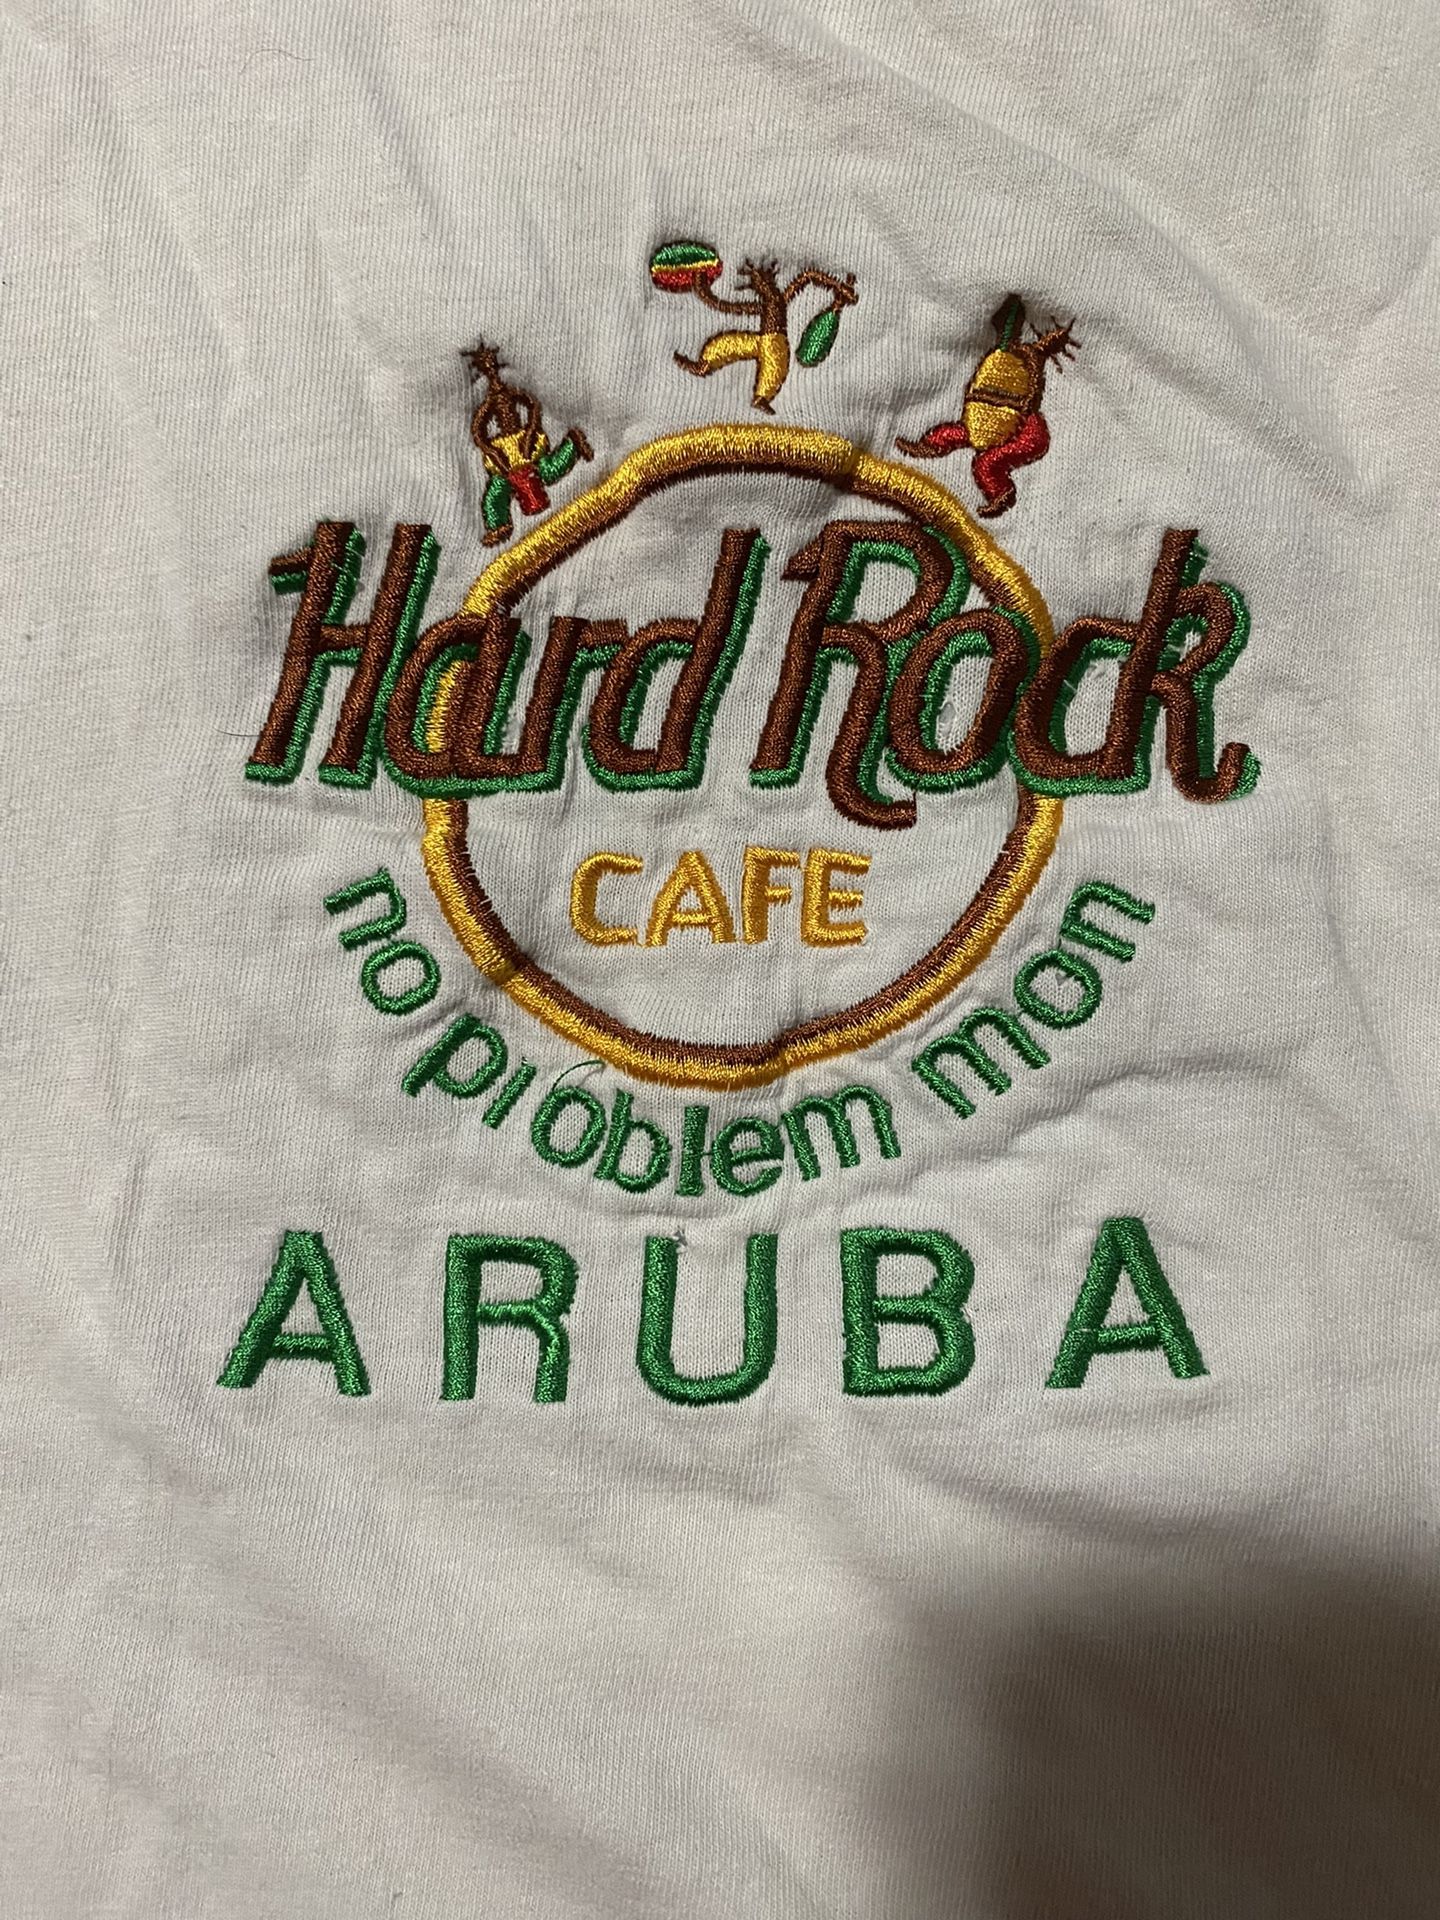 Hard Rock
CAFE
no problem mon
ARUBA